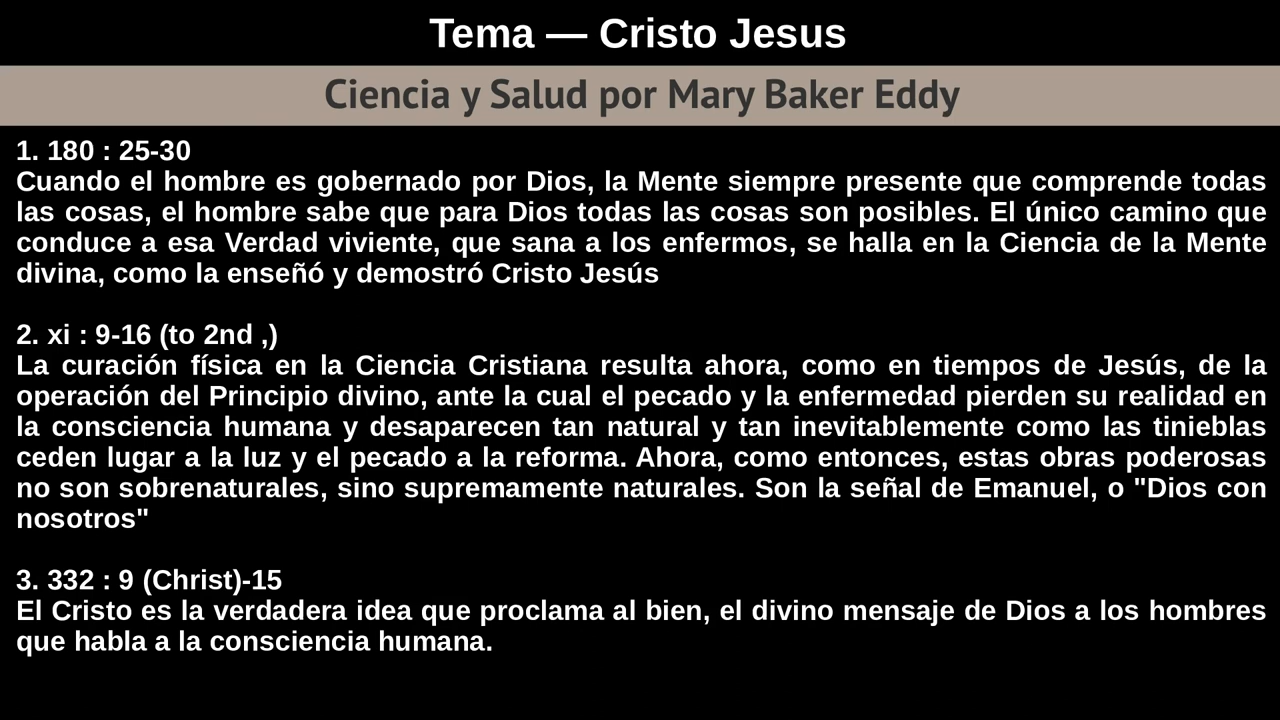 Tema — Cristo Jesus
Ciencia y Salud por Mary Baker Eddy
1. 180 : 25-30
Cuando el hombre es gobernado por Dios, la Mente siempre presente que comprende todas
las cosas, el hombre sabe que para Dios todas las cosas son posibles. El único camino que
conduce a esa Verdad viviente, que sana a los enfermos, se halla en la Ciencia de la Mente
divina, como la enseñó y demostró Cristo Jesús
2. xi : 9-16 (to 2nd ,)
La curación física en la Ciencia Cristiana resulta ahora, como en tiempos de Jesús, de la
operación del Principio divino, ante la cual el pecado y la enfermedad pierden su realidad en
la consciencia humana y desaparecen tan natural y tan inevitablemente como las tinieblas
ceden lugar a la luz y el pecado a la reforma. Ahora, como entonces, estas obras poderosas
no son sobrenaturales, sino supremamente naturales. Son la señal de Emanuel, o "Dios con
nosotros"
3. 332 : 9 (Christ)-15
El Cristo es la verdadera idea que proclama al bien, el divino mensaje de Dios a los hombres
que habla a la consciencia humana.